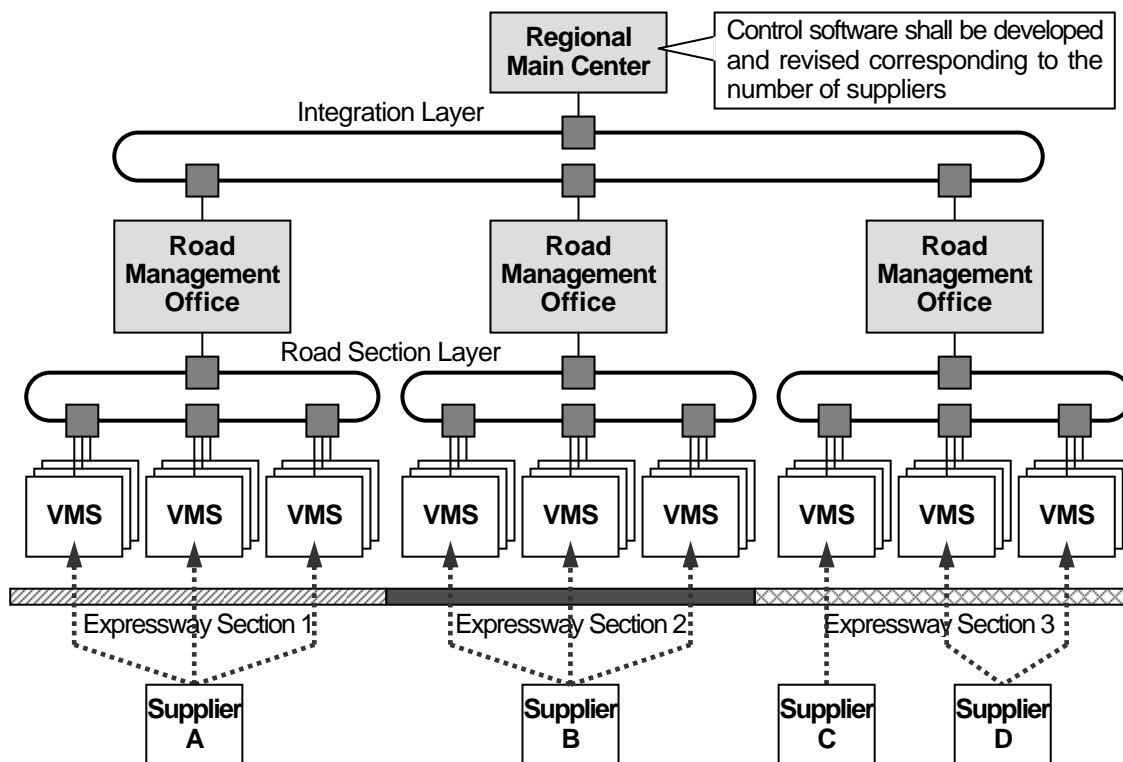 Regional
Main Center
Control software shall be developed
and revised corresponding to the
number of suppliers
Integration Layer
Road
Management
Office
Road
Management
Office
Road
Management
Office
Road Section Layer
VMS
VMS
VMS
VMS
VMS
VMS
VMS
VMS
VMS
Expressway Section 1
Expressway Section 2
Expressway Section 3
Supplier
A
Supplier
B
Supplier
C
Supplier
D